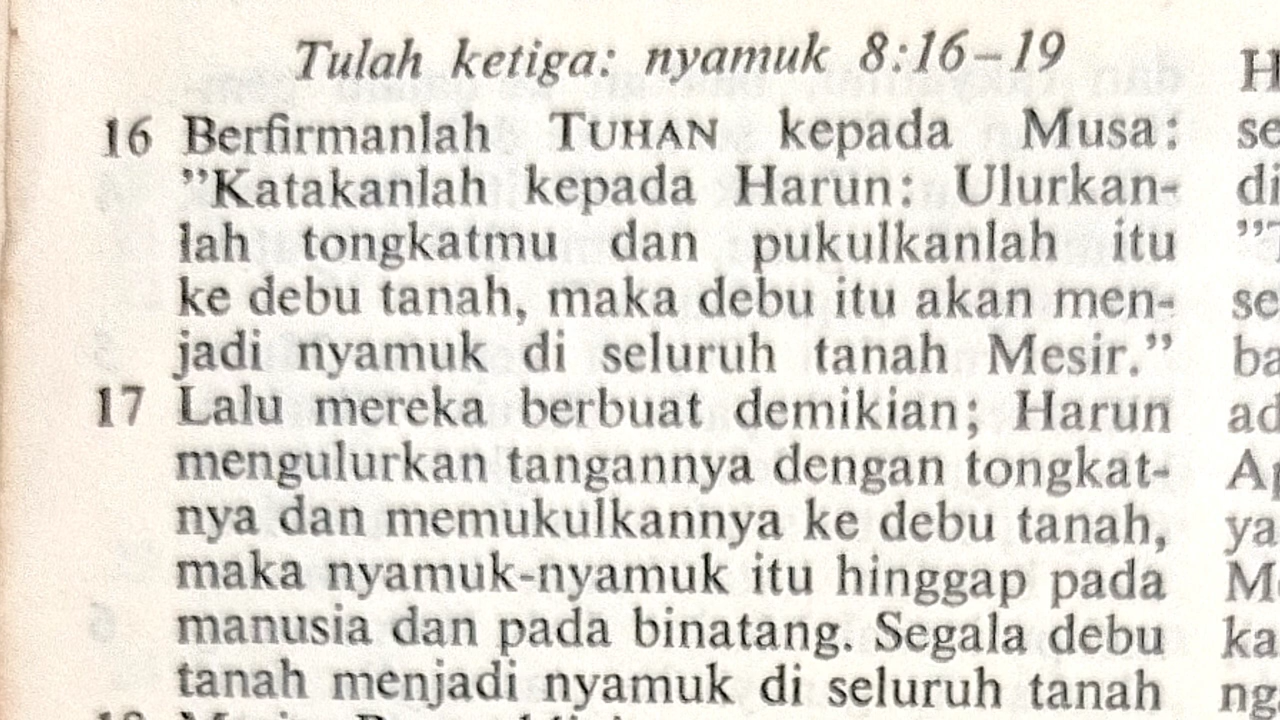 Tulah ketiga: nyamuk 8:16–19
16 Berfirmanlah TUHAN kepada Musa:
”Katakanlah kepada Harun: Ulurkan-
lah tongkatmu dan pukulkanlah itu
ke debu tanah, maka debu itu akan men-
jadi nyamuk di seluruh tanah Mesir.”
17 Lalu mereka berbuat demikian; Harun
mengulurkan tangannya dengan tongkat-
nya dan memukulkannya ke debu tanah,
maka nyamuk-nyamuk itu hinggap pada
manusia dan pada binatang. Segala debu
tanah menjadi nyamuk di seluruh tanah